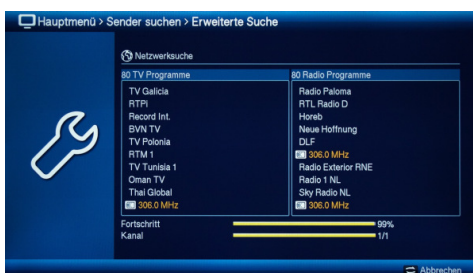 Hauptmenü > Sender suchen > Erweiterte Suche
Netzwerksuche
80 TV Programme
TV Galicia
RTPi
Record Int.
BVN TV
TV Polonia
RTM 1
TV Tunisia 1
Oman TV
Thai Global
306.0 MHz
80 Radio Programme
Radio Paloma
RTL Radio D
Horeb
Neue Hoffnung
DLF
306.0 MHz
Radio Exterior RNE
Radio 1 NL
Sky Radio NL
306.0 MHz
Fortschritt 99%
Kanal 1/1
Abbrechen